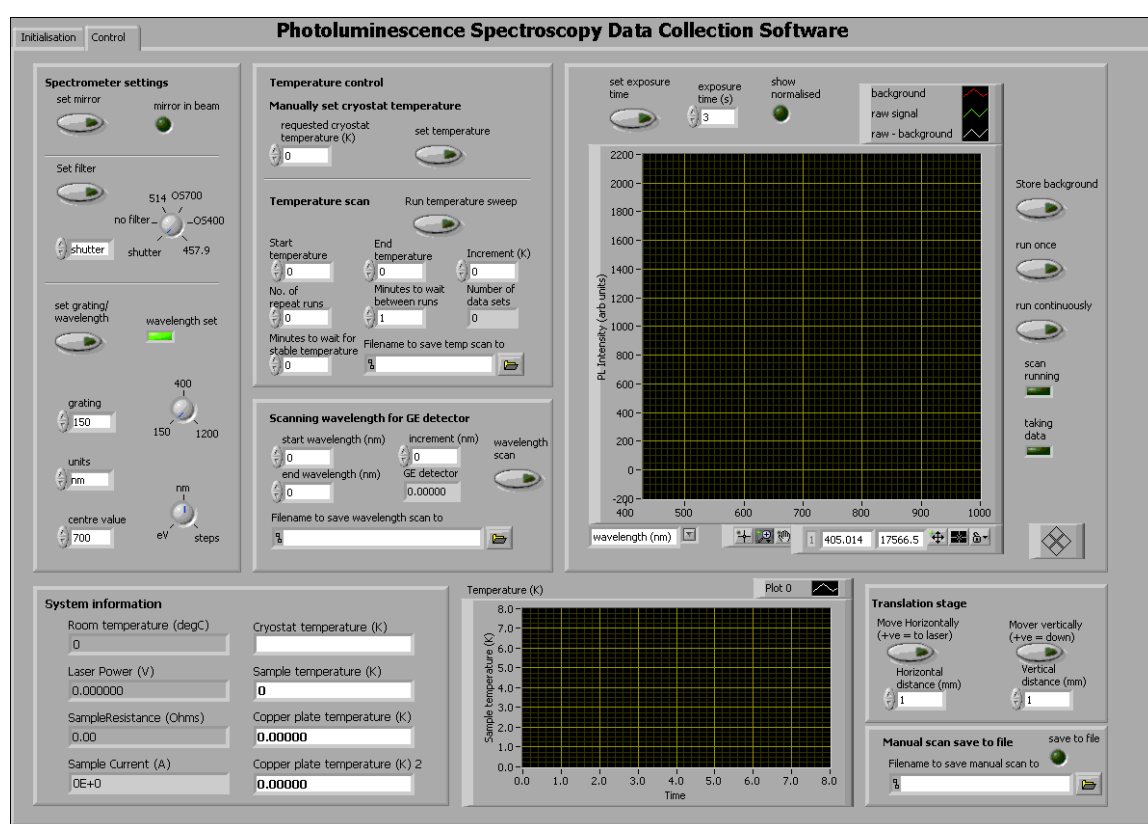 Photoluminescence Spectroscopy Data Collection Software
Initialisation
Control
Spectrometer settings
set mirror
mirror in beam
Set filter
514
OS700
no filter
OS400
shutter
shutter
457.9
set grating/
wavelength
wavelength set
400
grating
150
150
1200
units
nm
nm
centre value
700
eV
steps
Temperature control
Manually set cryostat temperature
requested cryostat
temperature (K)
set temperature
0
Temperature scan
Run temperature sweep
Start
temperature
End
temperature
Increment (K)
0
0
0
No. of
repeat runs
Minutes to wait
between runs
Number of
data sets
0
1
0
Minutes to wait for
stable temperature
Filename to save temp scan to
0
Scanning wavelength for GE detector
start wavelength (nm)
increment (nm)
wavelength
scan
0
0
end wavelength (nm)
GE detector
0
0.00000
Filename to save wavelength scan to
set exposure
time
exposure
time (s)
show
normalised
3
background
raw signal
raw - background
2200
2000
1800
1600
1400
1200
1000
800
600
400
200
0
-200
PL Intensity (arb units)
400 500 600 700 800 900 1000
wavelength (nm)
1
405.014
17566.5
Store background
run once
run continuously
scan
running
taking
data
System information
Room temperature (degC)
0
Cryostat temperature (K)
Laser Power (V)
0.000000
Sample temperature (K)
0
SampleResistance (Ohms)
0.00
Copper plate temperature (K)
0.00000
Sample Current (A)
0E+0
Copper plate temperature (K) 2
0.00000
Temperature (K)
Plot 0
8.0
7.0
6.0
5.0
4.0
3.0
2.0
1.0
0.0
Sample temperature (K)
0.0 1.0 2.0 3.0 4.0 5.0 6.0 7.0 8.0
Time
Translation stage
Move Horizontally
(+ve = to laser)
Mover vertically
(+ve = down)
Horizontal
distance (mm)
Vertical
distance (mm)
1
1
Manual scan save to file
save to file
Filename to save manual scan to